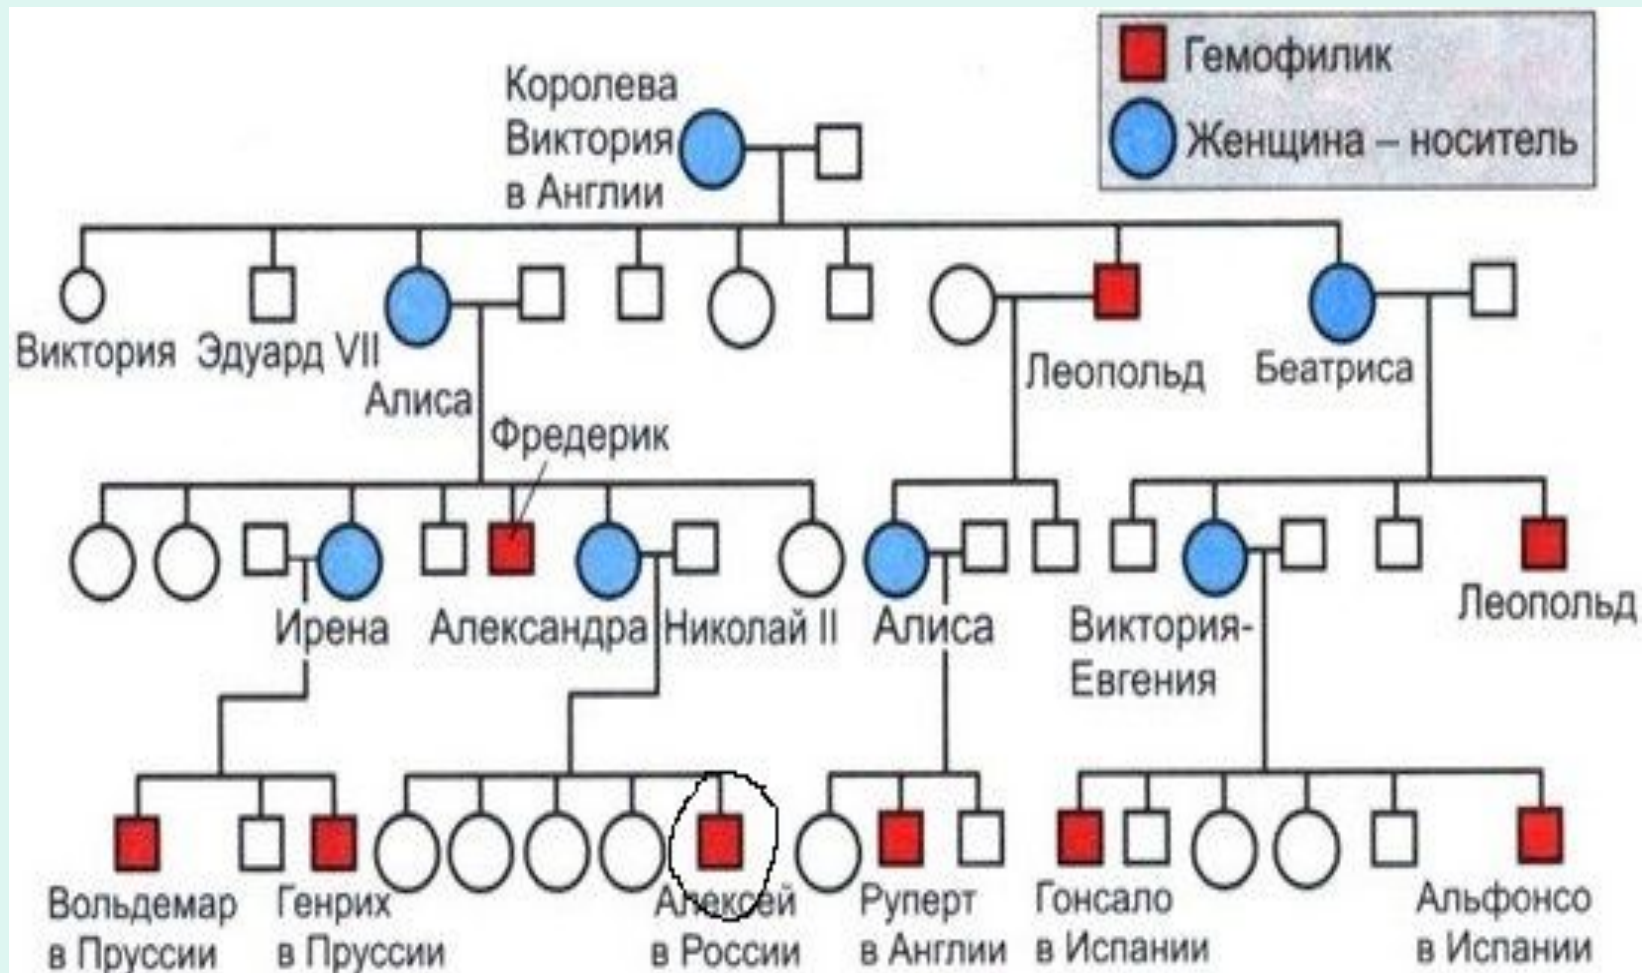 Гемофилик
Женщина – носитель
Королева
Виктория
в Англии
Виктория
Эдуард VII
Алиса
Леопольд
Беатриса
Фредерик
Ирена
Александра
Николай II
Алиса
Виктория-
Евгения
Леопольд
Вольдемар
в Пруссии
Генрих
в Пруссии
Алексей
в России
Руперт
в Англии
Гонсало
в Испании
Альфонсо
в Испании